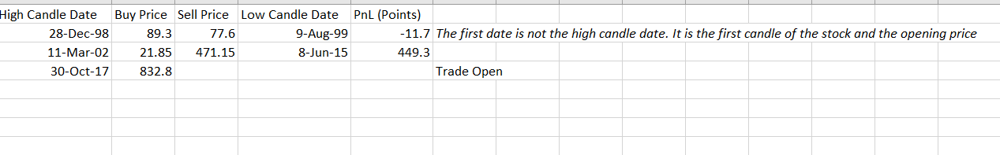 High Candle Date Buy Price Sell Price Low Candle Date PnL (Points)
28-Dec-98 89.3 77.6 9-Aug-99 -11.7 The first date is not the high candle date. It is the first candle of the stock and the opening price
11-Mar-02 21.85 471.15 8-Jun-15 449.3
30-Oct-17 832.8 Trade Open